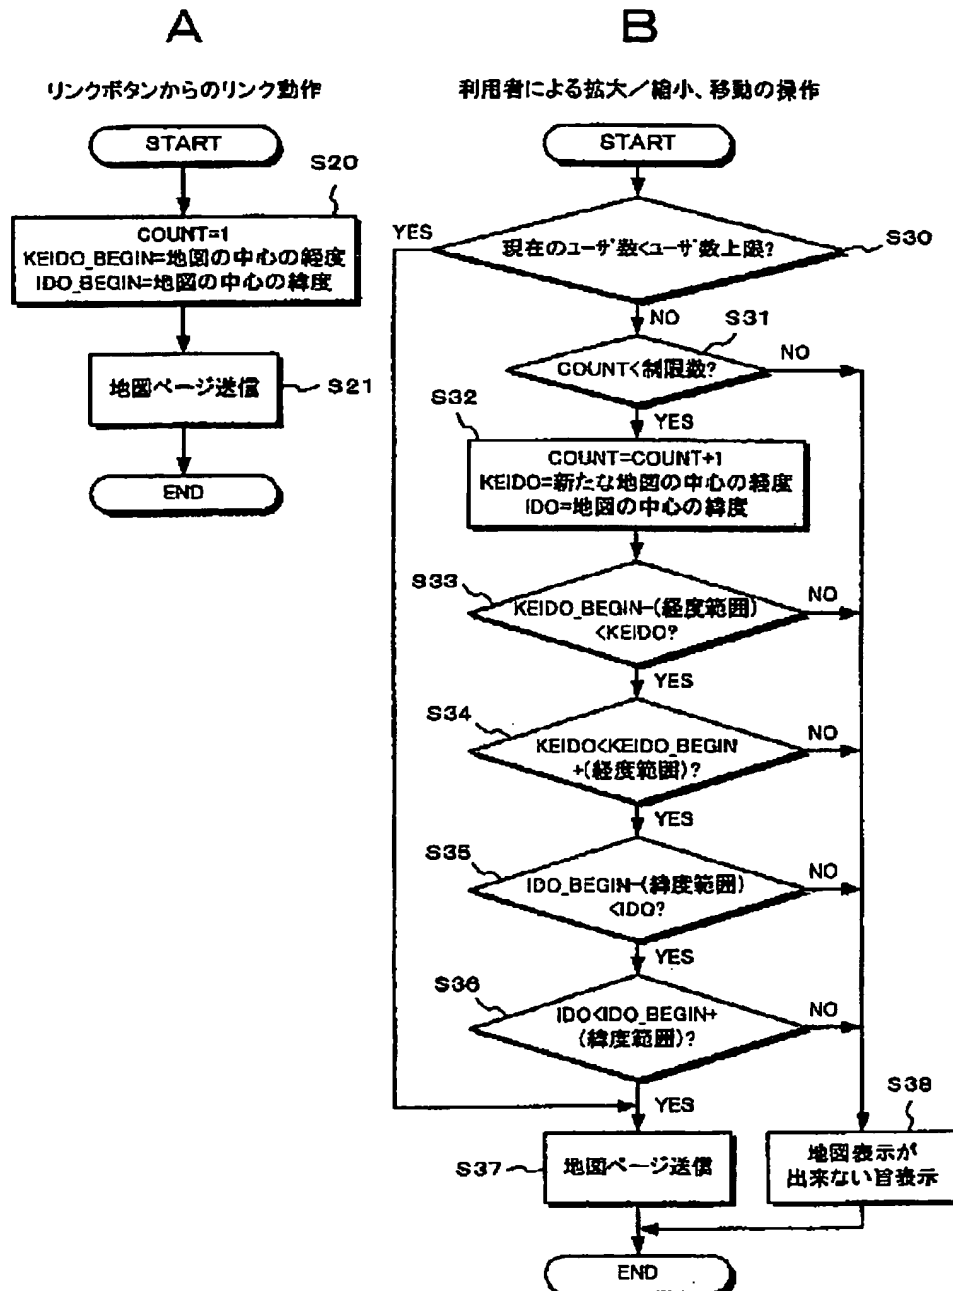 A
リンクボタンからのリンク動作
START
S20
COUNT=1
KEIDO_BEGIN=地図の中心の経度
IDO_BEGIN=地図の中心の緯度
地図ページ送信
S21
END
B
利用者による拡大／縮小、移動の操作
START
YES
現在のユーザ数<ユーザ数上限?
S30
NO
S31
COUNT<制限数?
NO
S32
YES
COUNT=COUNT+1
KEIDO=新たな地図の中心の経度
IDO=地図の中心の緯度
S33
KEIDO_BEGIN-(経度範囲)
<KEIDO?
NO
YES
S34
KEIDO<KEIDO_BEGIN
+(経度範囲)?
NO
YES
S35
IDO_BEGIN-(緯度範囲)
<IDO?
NO
YES
S36
IDO<IDO_BEGIN+
(緯度範囲)?
NO
YES
S38
S37
地図ページ送信
地図表示が
出来ない旨表示
END